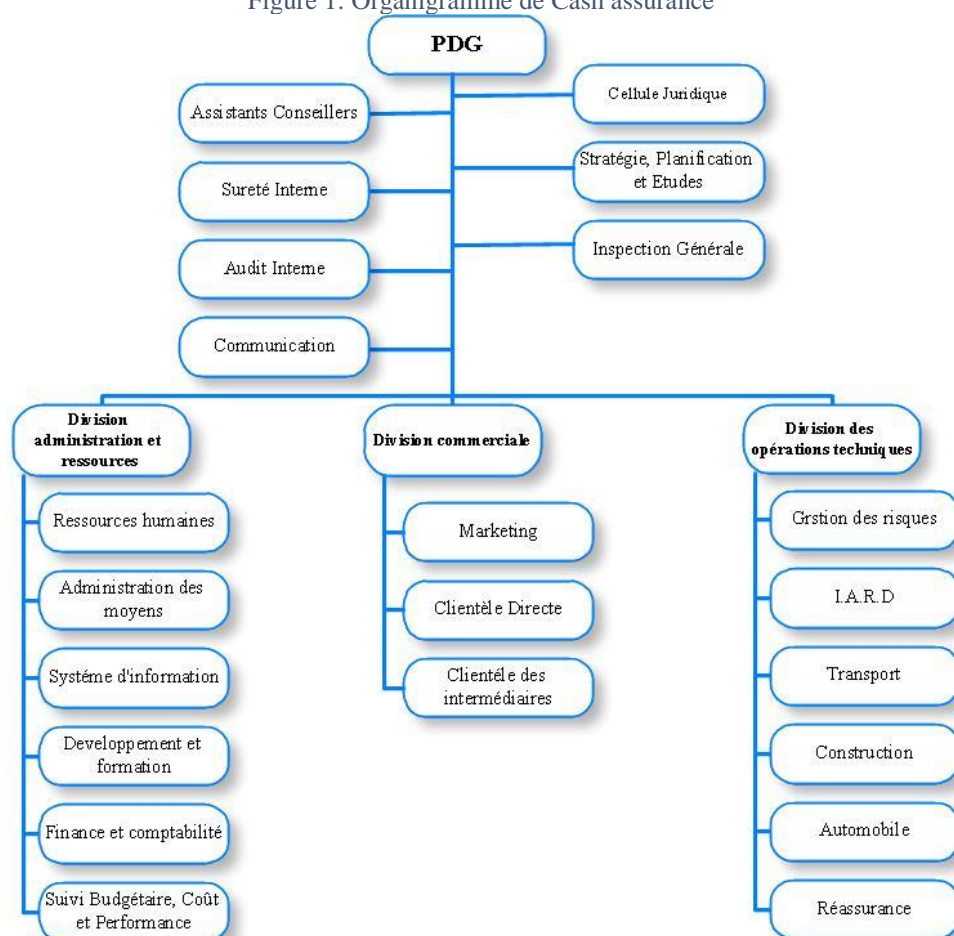 Figure 1: Organigramme de Cash assurance
PDG
Assistants Conseillers
Cellule Juridique
Stratégie, Planification
et Etudes
Sureté Interne
Inspection Générale
Audit Interne
Communication
Division
administration et
ressources
Ressources humaines
Administration des
moyens
Systéme d'information
Developpement et
formation
Finance et comptabilité
Suivi Budgétaire, Coût
et Performance
Division commerciale
Marketing
Clientèle Directe
Clientéle des
intermédiaires
Division des
opérations techniques
Grstion des risques
I.A.R.D
Transport
Construction
Automobile
Réassurance